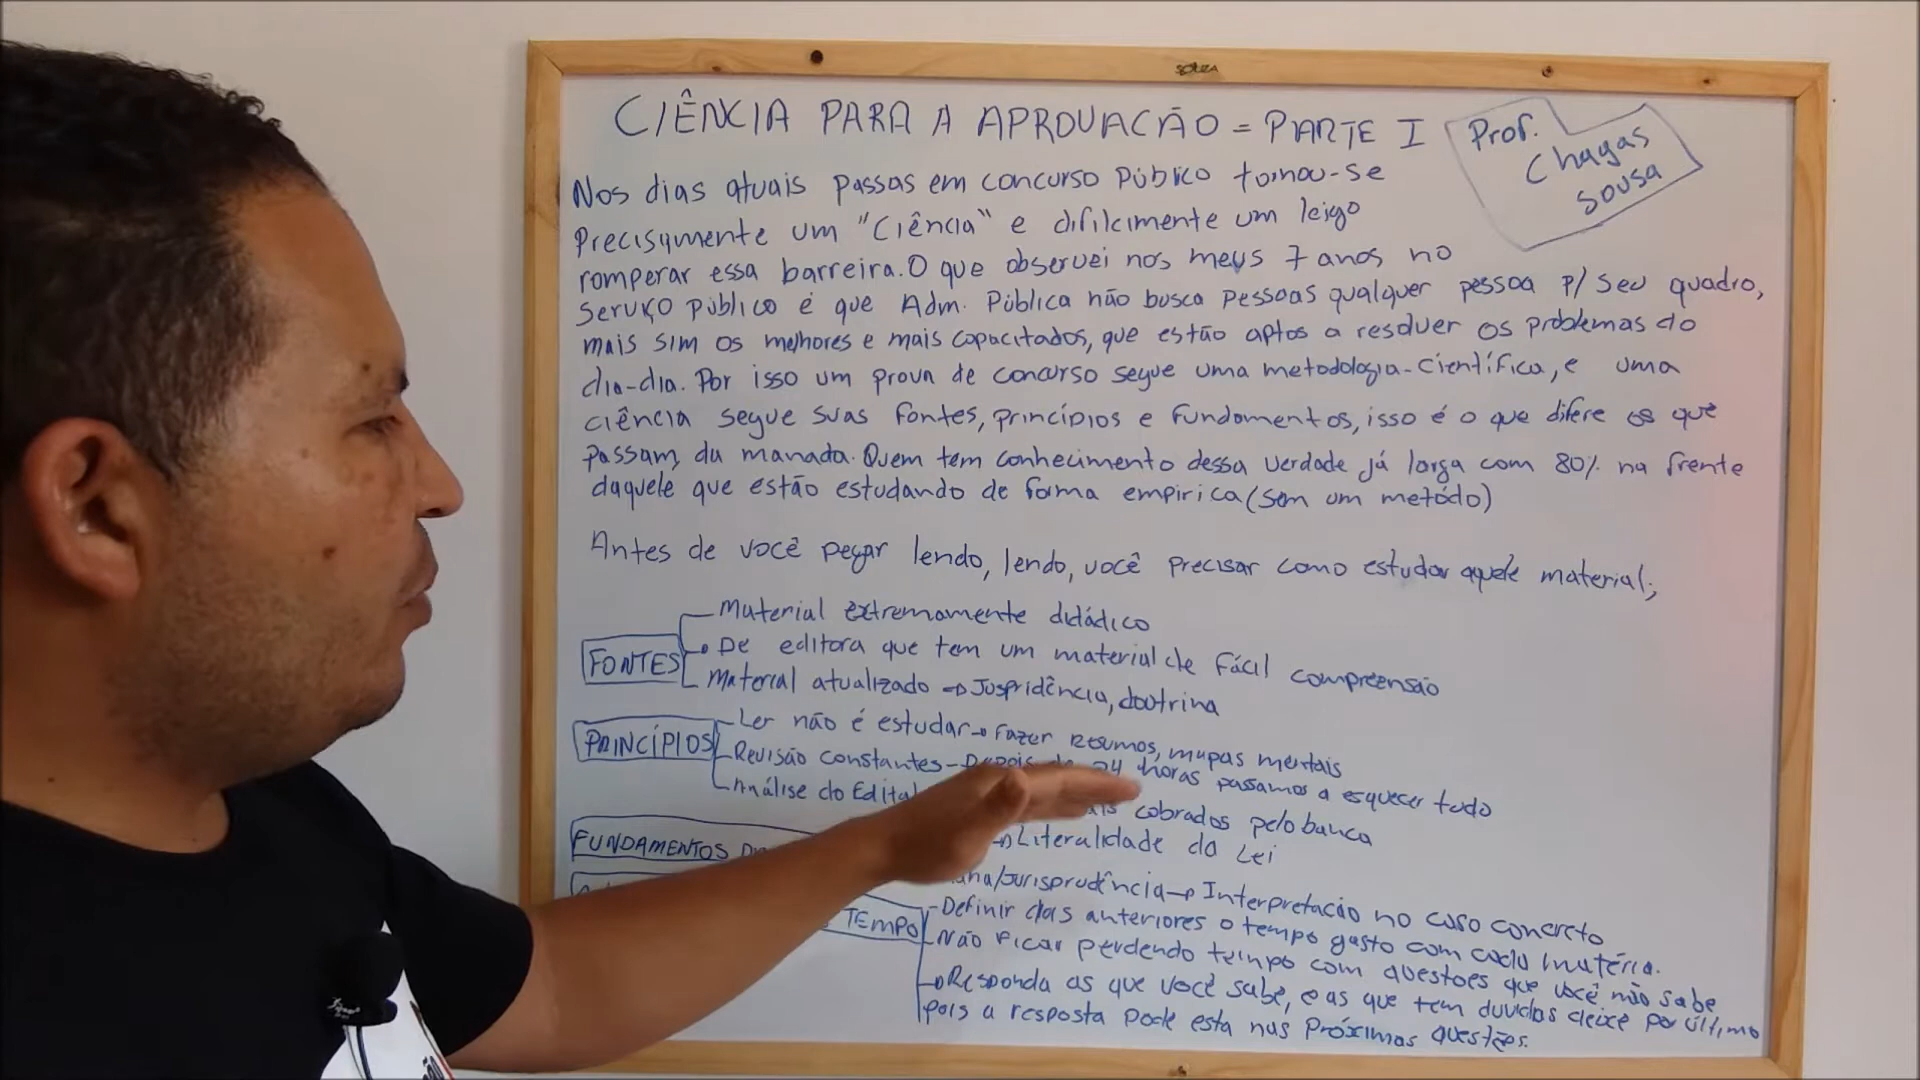 SOUZA
CIÊNCIA PARA A APROVACÃO = PARTE I
Prof.
Chagas
Sousa
Nos dias atuais passas em concurso Público tornou-se
Precisamente um "Ciência" e difilcimente um leigo
romperar essa barreira. O que observei nos meus 7 anos no
Serviço Público é que Adm. Pública não busca pessoas qualquer pessoa p/ seu quadro,
mais sim os melhores e mais capacitados, que estão aptos a resolver os problemas do
dia-dia. Por isso um prova de concurso segue uma metodologia-científica, e uma
ciência segue suas fontes, princípios e fundamentos, isso é o que difere os que
passam, da manada. Quem tem conhecimento dessa verdade já larga com 80% na frente
daquele que estão estudando de forma empirica (sem um metódo)
Antes de você pegar lendo, lendo, você precisar como estudar aquele material;
FONTES
Material extremamente didádico
De editora que tem um material de fácil compreensão
Material atualizado → Juspridência, doutrina
PRINCÍPIOS
Ler não é estudar → Fazer resumos, mapas mentais
Revisão constantes - Depois de 24 horas passamos a esquecer tudo
Análise do Edital
cobrados pelo banca
FUNDAMENTOS
→ Literalidade da Lei
/Jurisprudência → Interpretacão no caso concreto
TEMPO
- Definir das anteriores o tempo gasto com cada matéria.
Não ficar perdendo tempo com questões que você não sabe
→ Responda as que você sabe, e as que tem duvidas deixe por último
pois a resposta pode esta nas próximas questões.